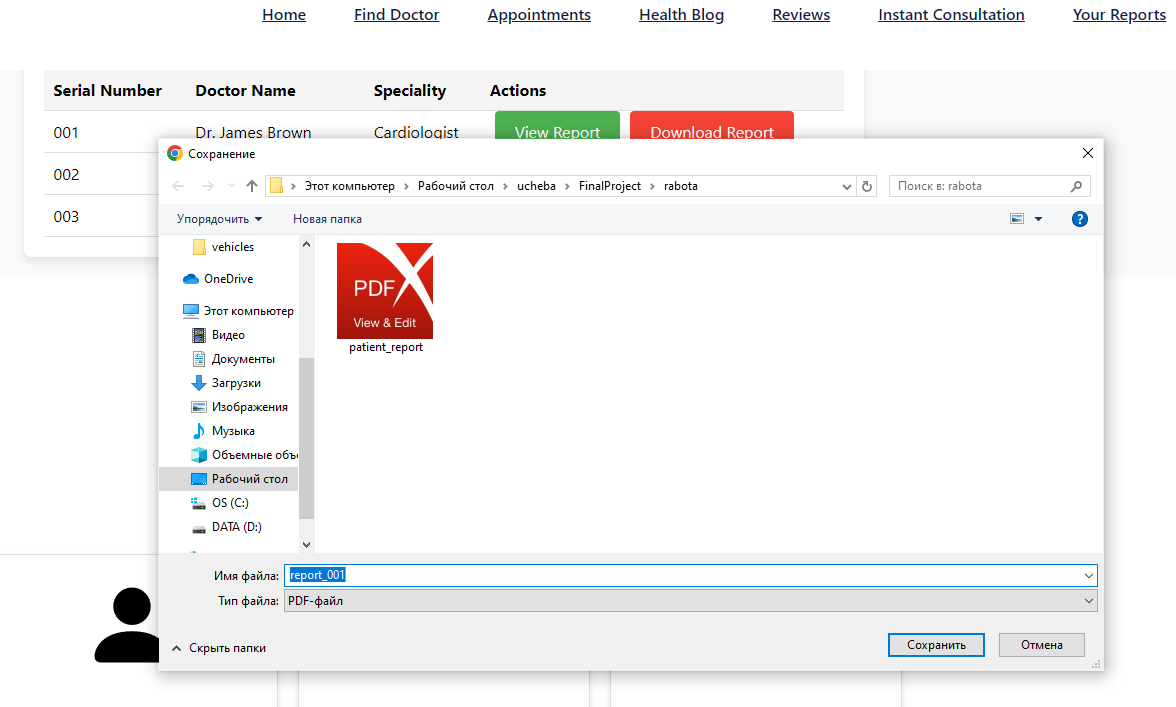 Home Find Doctor Appointments Health Blog Reviews Instant Consultation Your Reports
Serial Number Doctor Name Speciality Actions
001 Dr. James Brown Cardiologist View Report Download Report
002
003
Сохранение
Этот компьютер Рабочий стол ucheba FinalProject rabota
Поиск в: rabota
Упорядочить Новая папка
vehicles
OneDrive
Этот компьютер
Видео
Документы
Загрузки
Изображения
Музыка
Объемные объ
Рабочий стол
OS (C:)
DATA (D:)
PDF
View & Edit
patient_report
Имя файла: report_001
Тип файла: PDF-файл
Скрыть папки
Сохранить Отмена